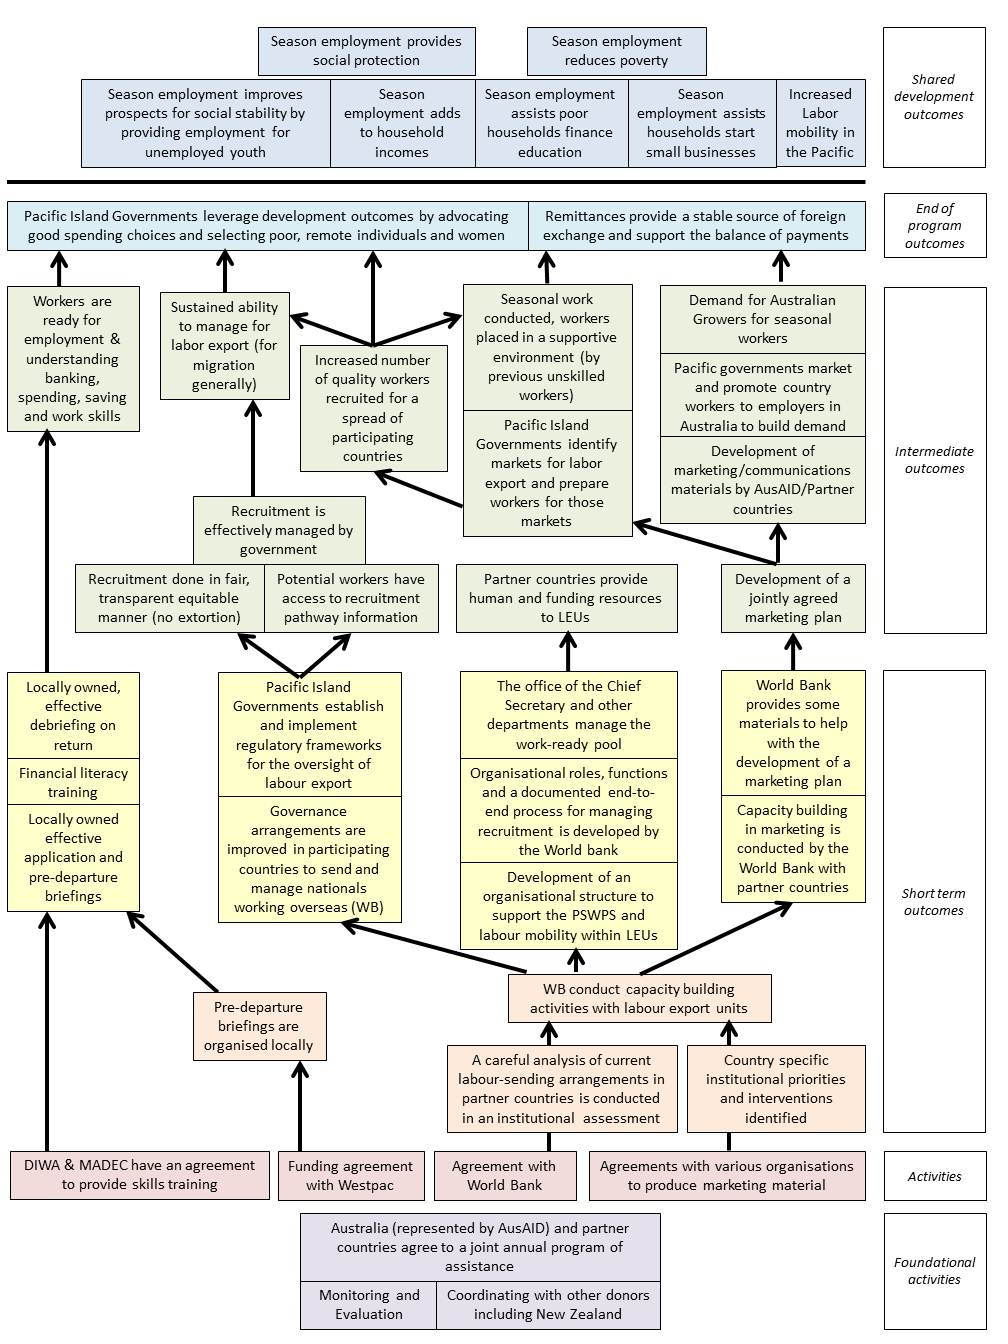 Season employment provides
social protection
Season employment
reduces poverty
Shared
development
outcomes
Season employment improves
prospects for social stability by
providing employment for
unemployed youth
Season
employment adds
to household
incomes
Season employment
assists poor
households finance
education
Season
employment assists
households start
small businesses
Increased
Labor
mobility in
the Pacific
Pacific Island Governments leverage development outcomes by advocating
good spending choices and selecting poor, remote individuals and women
Remittances provide a stable source of foreign
exchange and support the balance of payments
End of
program
outcomes
Workers are
ready for
employment &
understanding
banking,
spending, saving
and work skills
Sustained ability
to manage for
labor export (for
migration
generally)
Increased number
of quality workers
recruited for a
spread of
participating
countries
Seasonal work
conducted, workers
placed in a supportive
environment (by
previous unskilled
workers)
Pacific Island
Governments identify
markets for labor
export and prepare
workers for those
markets
Demand for Australian
Growers for seasonal
workers
Pacific governments market
and promote country
workers to employers in
Australia to build demand
Development of
marketing/communications
materials by AusAID/Partner
countries
Intermediate
outcomes
Recruitment is
effectively managed by
government
Recruitment done in fair,
transparent equitable
manner (no extortion)
Potential workers have
access to recruitment
pathway information
Partner countries provide
human and funding resources
to LEUs
Development of a
jointly agreed
marketing plan
Locally owned,
effective
debriefing on
return
Financial literacy
training
Locally owned
effective
application and
pre-departure
briefings
Pacific Island
Governments establish
and implement
regulatory frameworks
for the oversight of
labour export
Governance
arrangements are
improved in participating
countries to send and
manage nationals
working overseas (WB)
The office of the Chief
Secretary and other
departments manage the
work-ready pool
Organisational roles, functions
and a documented end-to-
end process for managing
recruitment is developed by
the World bank
Development of an
organisational structure to
support the PSWPS and
labour mobility within LEUs
World Bank
provides some
materials to help
with the
development of a
marketing plan
Capacity building
in marketing is
conducted by the
World Bank with
partner countries
Short term
outcomes
Pre-departure
briefings are
organised locally
WB conduct capacity building
activities with labour export units
A careful analysis of current
labour-sending arrangements in
partner countries is conducted
in an institutional assessment
Country specific
institutional priorities
and interventions
identified
DIWA & MADEC have an agreement
to provide skills training
Funding agreement
with Westpac
Agreement with
World Bank
Agreements with various organisations
to produce marketing material
Activities
Australia (represented by AusAID) and partner
countries agree to a joint annual program of
assistance
Monitoring and
Evaluation
Coordinating with other donors
including New Zealand
Foundational
activities